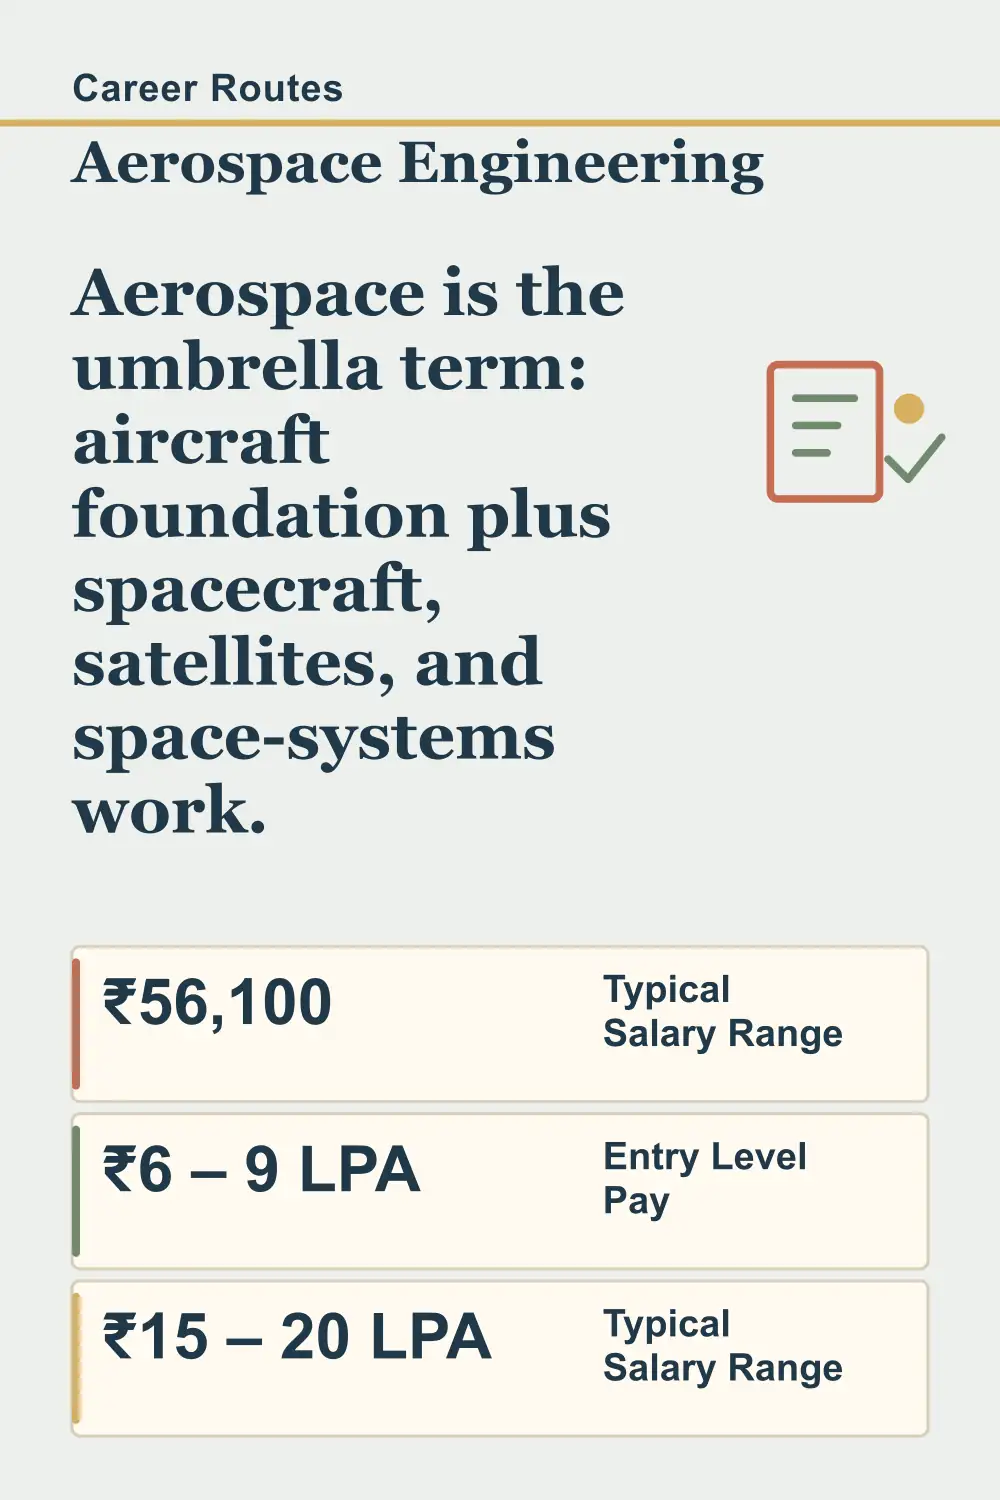 Career Routes
Aerospace Engineering
Aerospace is the
umbrella term:
aircraft
foundation plus
spacecraft,
satellites, and
space-systems
work.
₹56,100
Typical
Salary Range
₹6 – 9 LPA
Entry Level
Pay
₹15 – 20 LPA
Typical
Salary Range